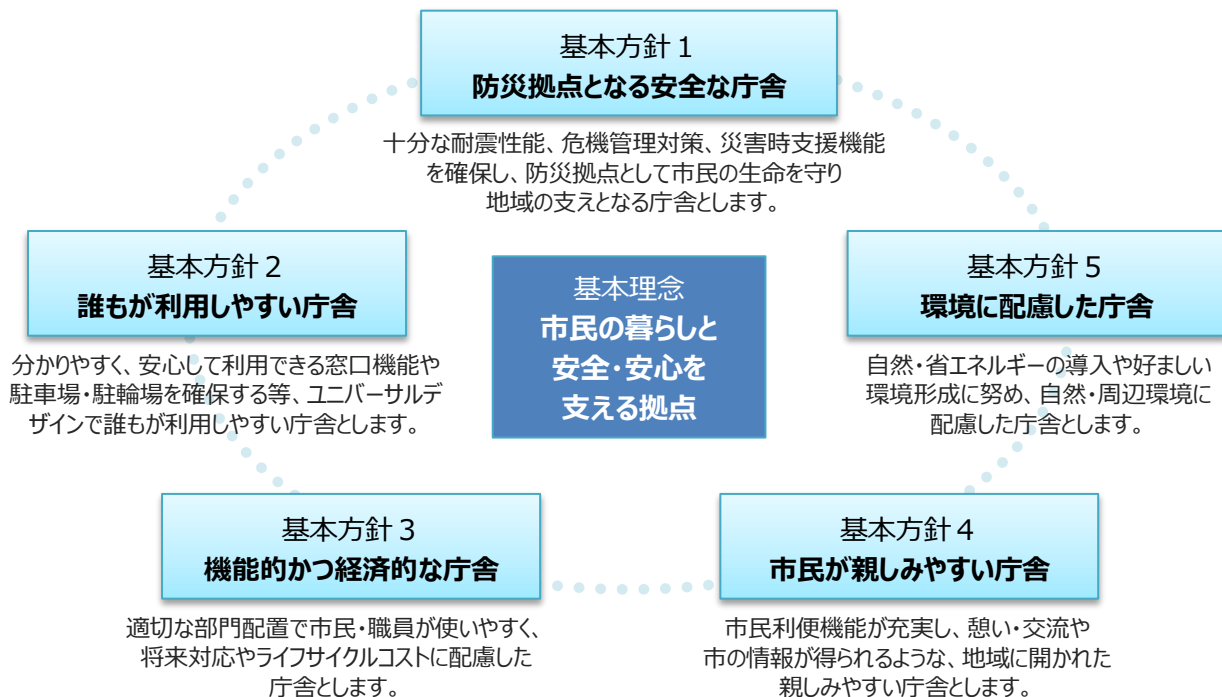 基本方針１
防災拠点となる安全な庁舎
十分な耐震性能、危機管理対策、災害時支援機能
を確保し、防災拠点として市民の生命を守り
地域の支えとなる庁舎とします。
基本方針２
誰もが利用しやすい庁舎
分かりやすく、安心して利用できる窓口機能や
駐車場・駐輪場を確保する等、ユニバーサルデ
ザインで誰もが利用しやすい庁舎とします。
基本理念
市民の暮らしと
安全・安心を
支える拠点
基本方針５
環境に配慮した庁舎
自然・省エネルギーの導入や好ましい
環境形成に努め、自然・周辺環境に
配慮した庁舎とします。
基本方針３
機能的かつ経済的な庁舎
適切な部門配置で市民・職員が使いやすく、
将来対応やライフサイクルコストに配慮した
庁舎とします。
基本方針４
市民が親しみやすい庁舎
市民利便機能が充実し、憩い・交流や
市の情報が得られるような、地域に開かれた
親しみやすい庁舎とします。